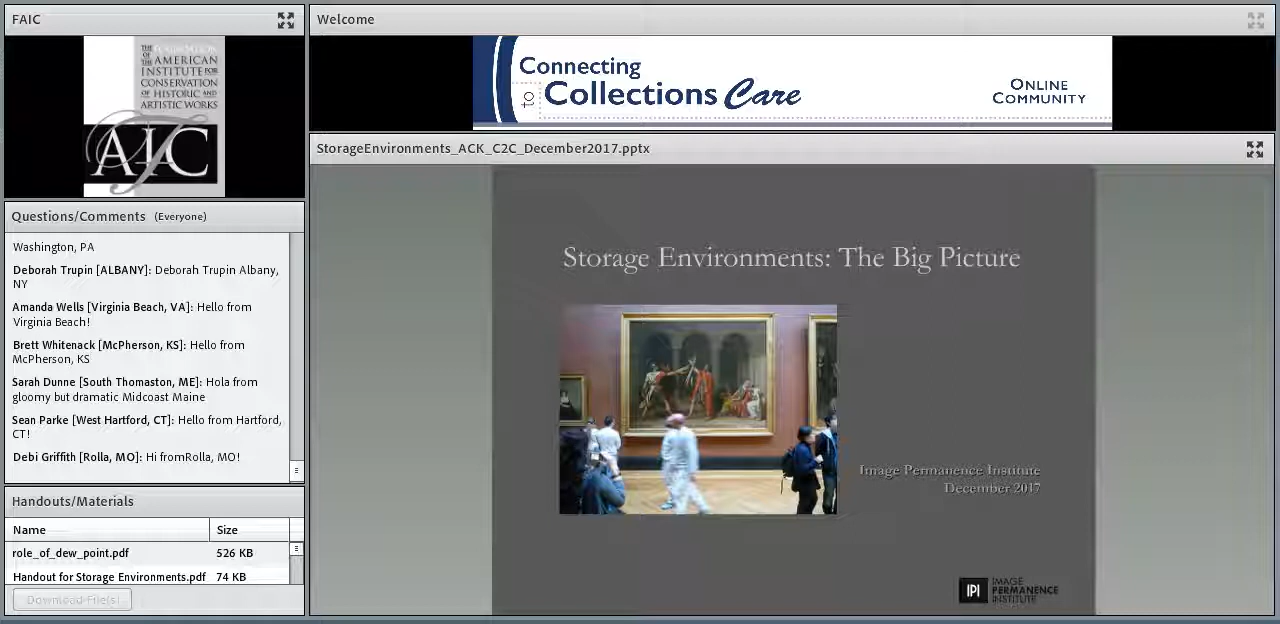 FAIC
THE FOUNDATION
OF THE AMERICAN
INSTITUTE FOR
CONSERVATION
OF HISTORIC AND
ARTISTIC WORKS
AIC
Questions/Comments (Everyone)
Washington, PA
Deborah Trupin [ALBANY]: Deborah Trupin Albany,
NY
Amanda Wells [Virginia Beach, VA]: Hello from
Virginia Beach!
Brett Whitenack [McPherson, KS]: Hello from
McPherson, KS
Sarah Dunne [South Thomaston, ME]: Hola from
gloomy but dramatic Midcoast Maine
Sean Parke [West Hartford, CT]: Hello from Hartford,
CT!
Debi Griffith [Rolla, MO]: Hi fromRolla, MO!
Handouts/Materials
Name Size
role_of_dew_point.pdf 526 KB
Handout for Storage Environments.pdf 74 KB
Download File(s)
Welcome
Connecting
to Collections Care
ONLINE
COMMUNITY
StorageEnvironments_ACK_C2C_December2017.pptx
Storage Environments: The Big Picture
Image Permanence Institute
December 2017
IPI IMAGE
PERMANENCE
INSTITUTE